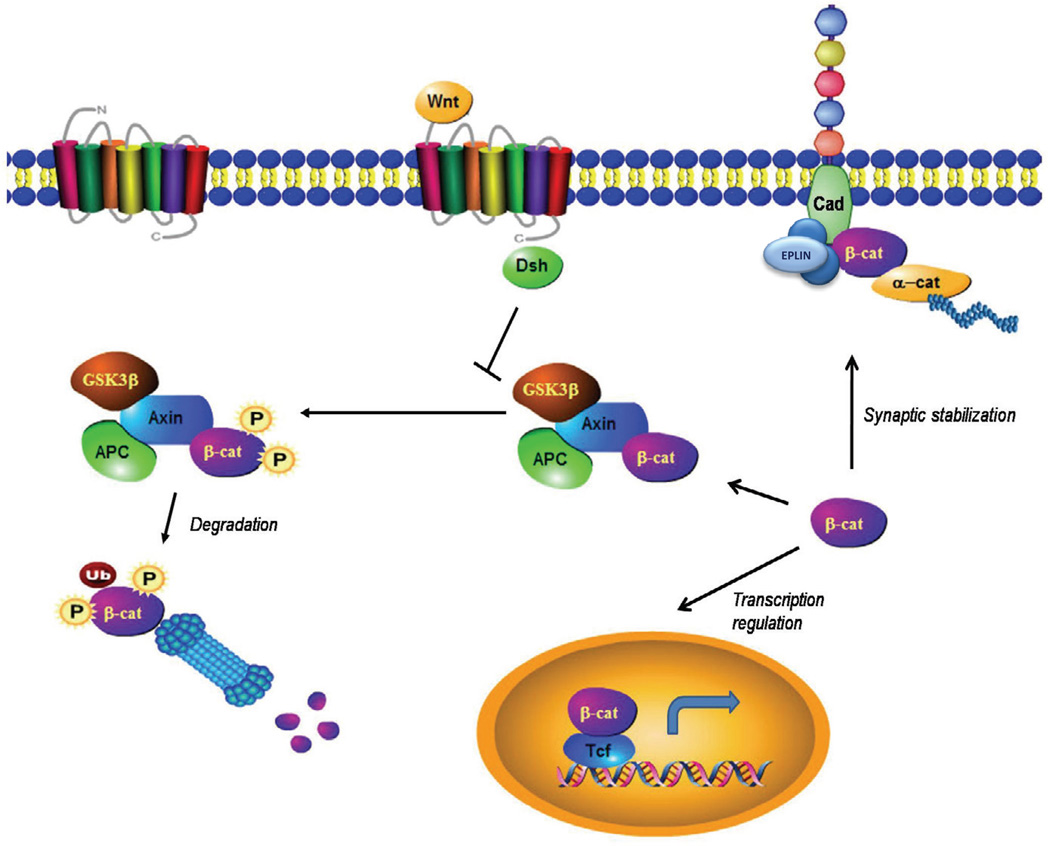 N
Wnt
C
C
Dsh
Cad
EPLIN
β-cat
α-cat
GSK3β
Axin
APC
β-cat
P
P
GSK3β
Axin
APC
β-cat
Synaptic stabilization
β-cat
Degradation
Ub
P
P
β-cat
Transcription
regulation
β-cat
Tcf